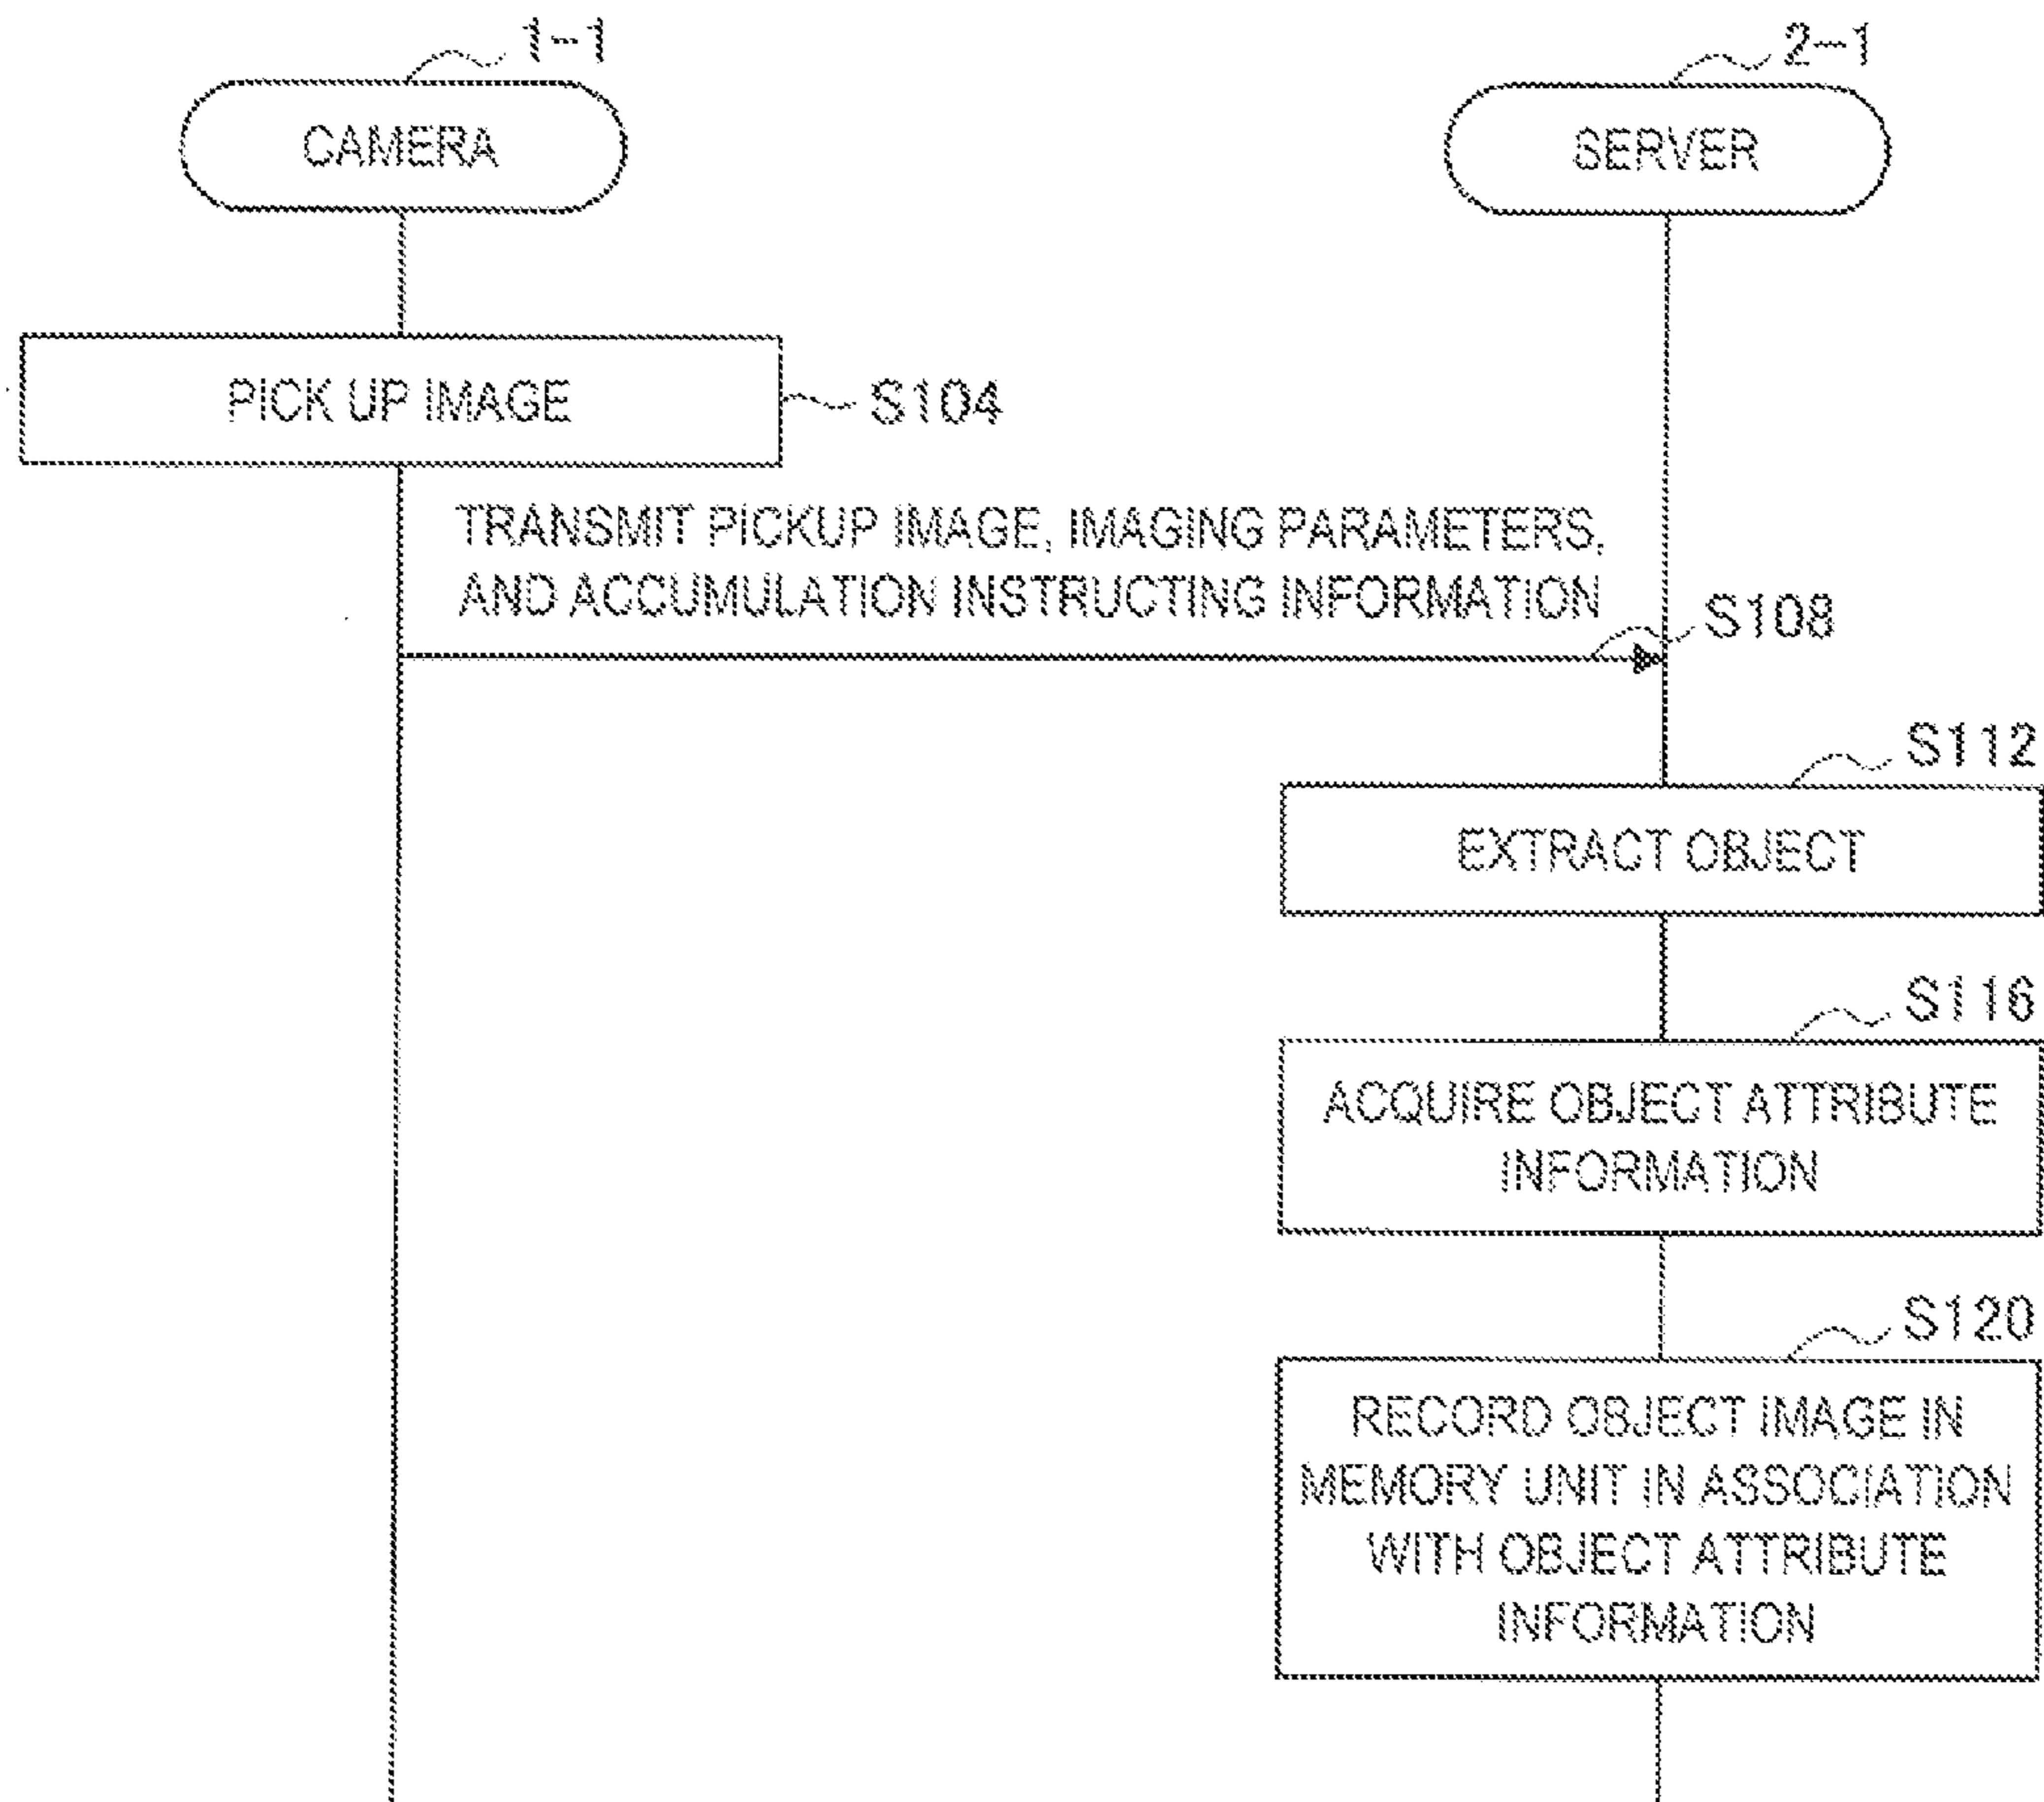 1-1
2-1
CAMERA
SERVER
PICK UP IMAGE
S104
TRANSMIT PICKUP IMAGE, IMAGING PARAMETERS,
AND ACCUMULATION INSTRUCTING INFORMATION
S108
S112
EXTRACT OBJECT
S116
ACQUIRE OBJECT ATTRIBUTE
INFORMATION
S120
RECORD OBJECT IMAGE IN
MEMORY UNIT IN ASSOCIATION
WITH OBJECT ATTRIBUTE
INFORMATION